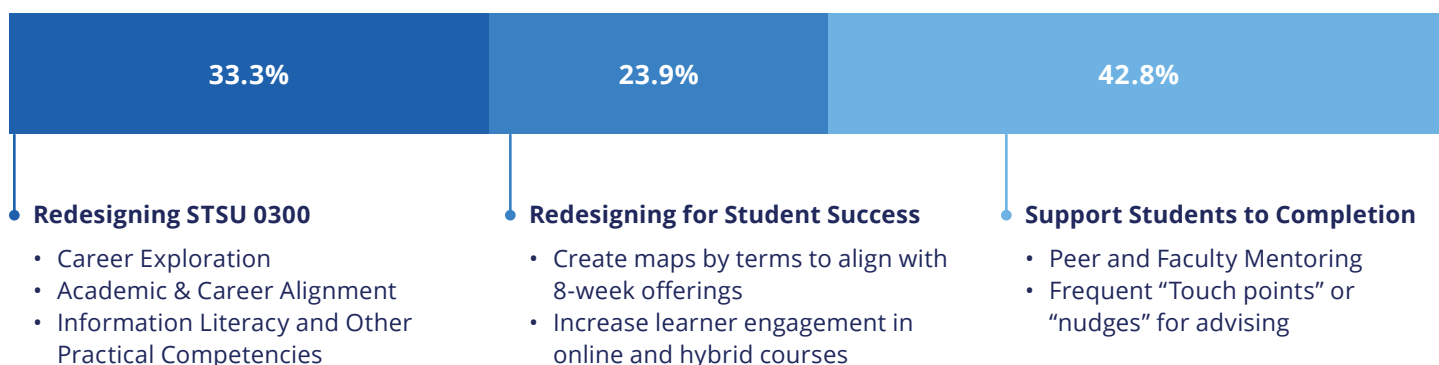 33.3%
23.9%
42.8%
Redesigning STSU 0300
• Career Exploration
• Academic & Career Alignment
• Information Literacy and Other
Practical Competencies
Redesigning for Student Success
• Create maps by terms to align with
8-week offerings
• Increase learner engagement in
online and hybrid courses
Support Students to Completion
• Peer and Faculty Mentoring
• Frequent “Touch points” or
“nudges” for advising